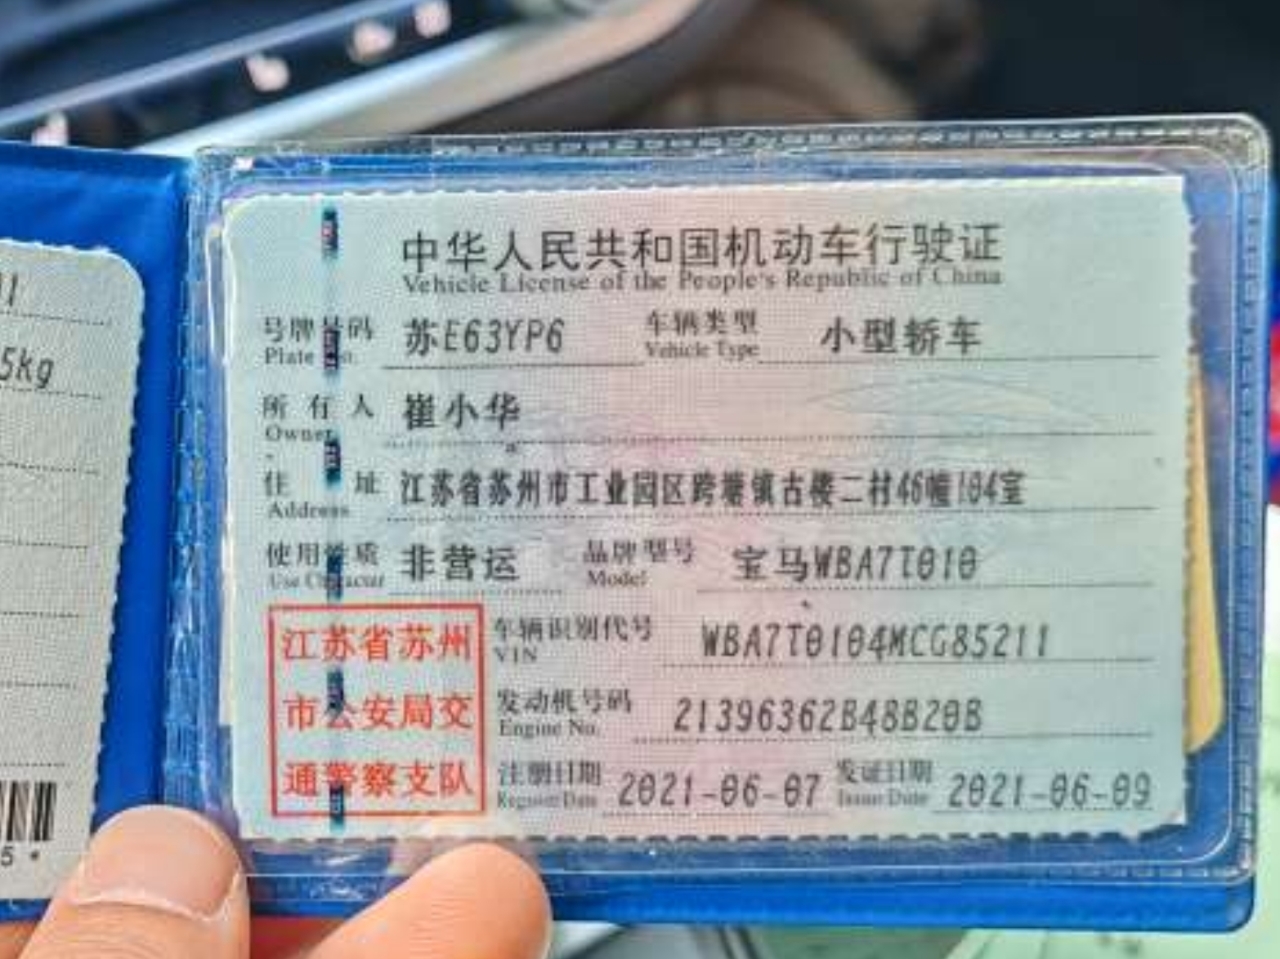 5kg
5 *
中华人民共和国机动车行驶证
Vehicle License of the People's Republic of China
号牌号码 苏E63YP6 车辆类型 小型轿车
Plate No. Vehicle Type
所有人 崔小华
Owner
住址 江苏省苏州市工业园区跨塘镇古楼二村46幢104室
Address
使用性质 非营运 品牌型号 宝马WBA7T010
Use Character Model
江苏省苏州
市公安局交
通警察支队
车辆识别代号 WBA7T0104MCG85211
VIN
发动机号码 21396362B48B20B
Engine No.
注册日期 2021-06-07 发证日期 2021-06-09
Register Date Issue Date